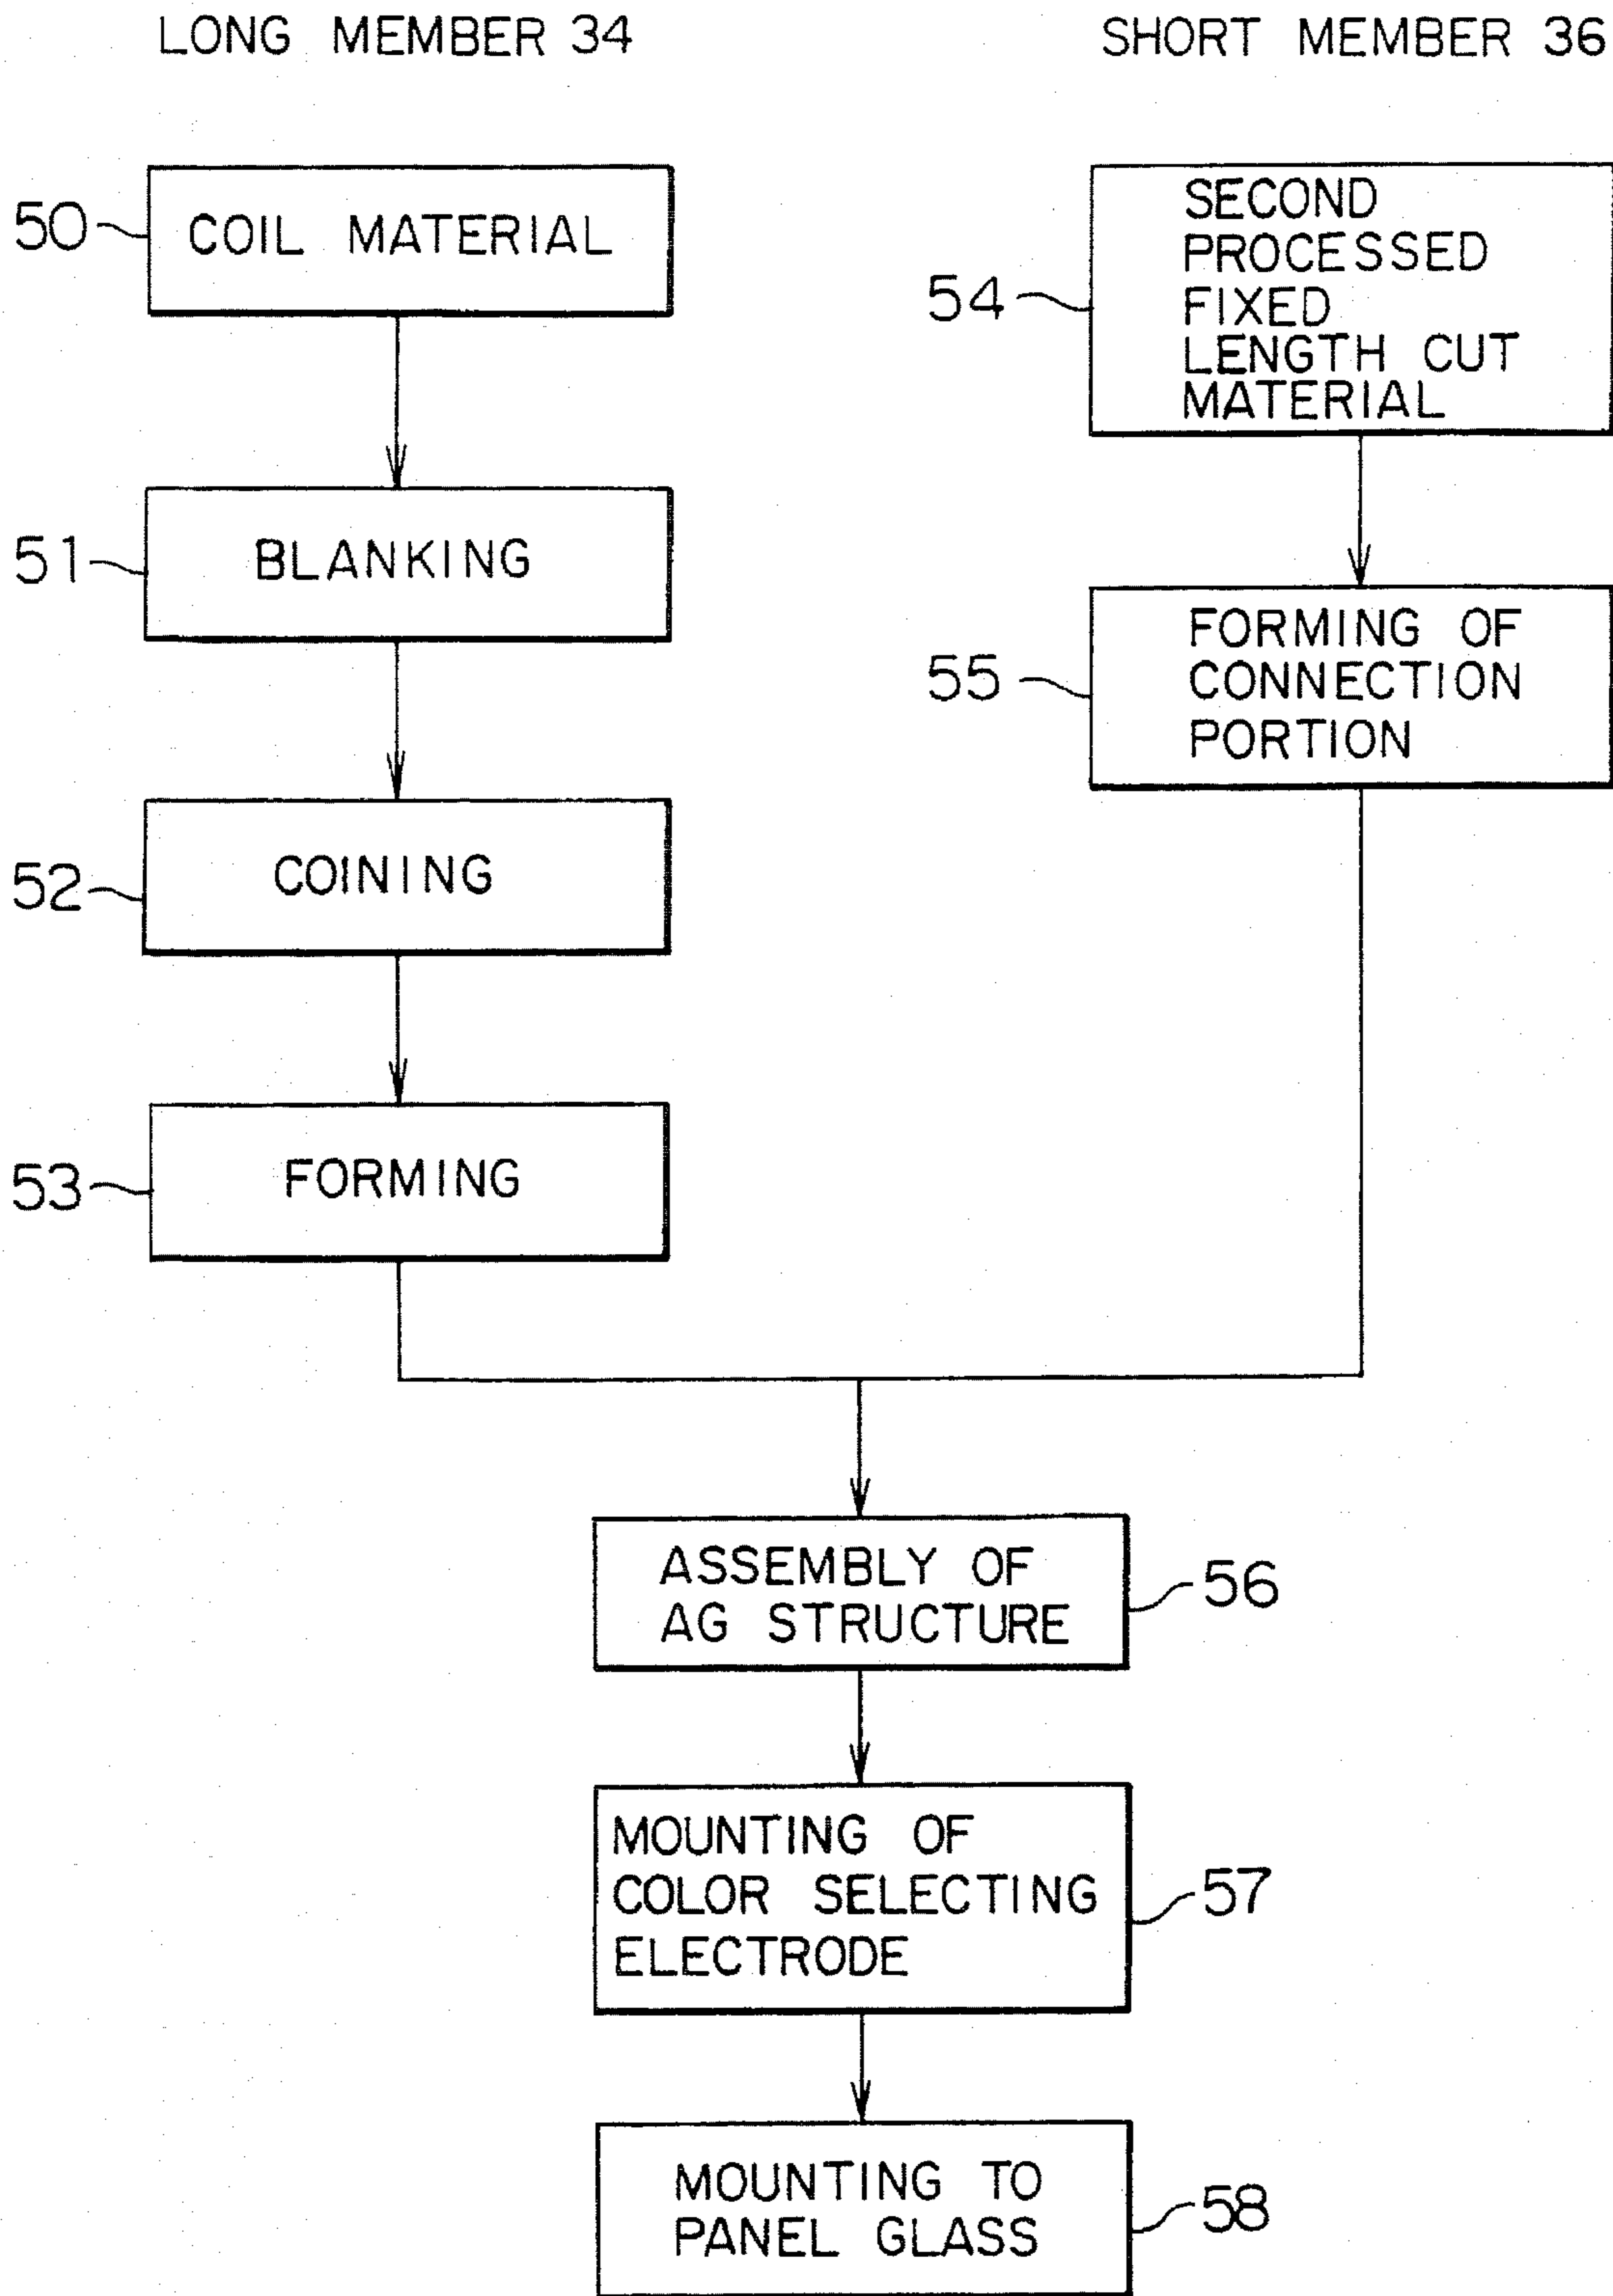 LONG MEMBER 34
SHORT MEMBER 36
50
COIL MATERIAL
51
BLANKING
52
COINING
53
FORMING
54
SECOND
PROCESSED
FIXED
LENGTH CUT
MATERIAL
55
FORMING OF
CONNECTION
PORTION
ASSEMBLY OF
AG STRUCTURE
56
MOUNTING OF
COLOR SELECTING
ELECTRODE
57
MOUNTING TO
PANEL GLASS
58